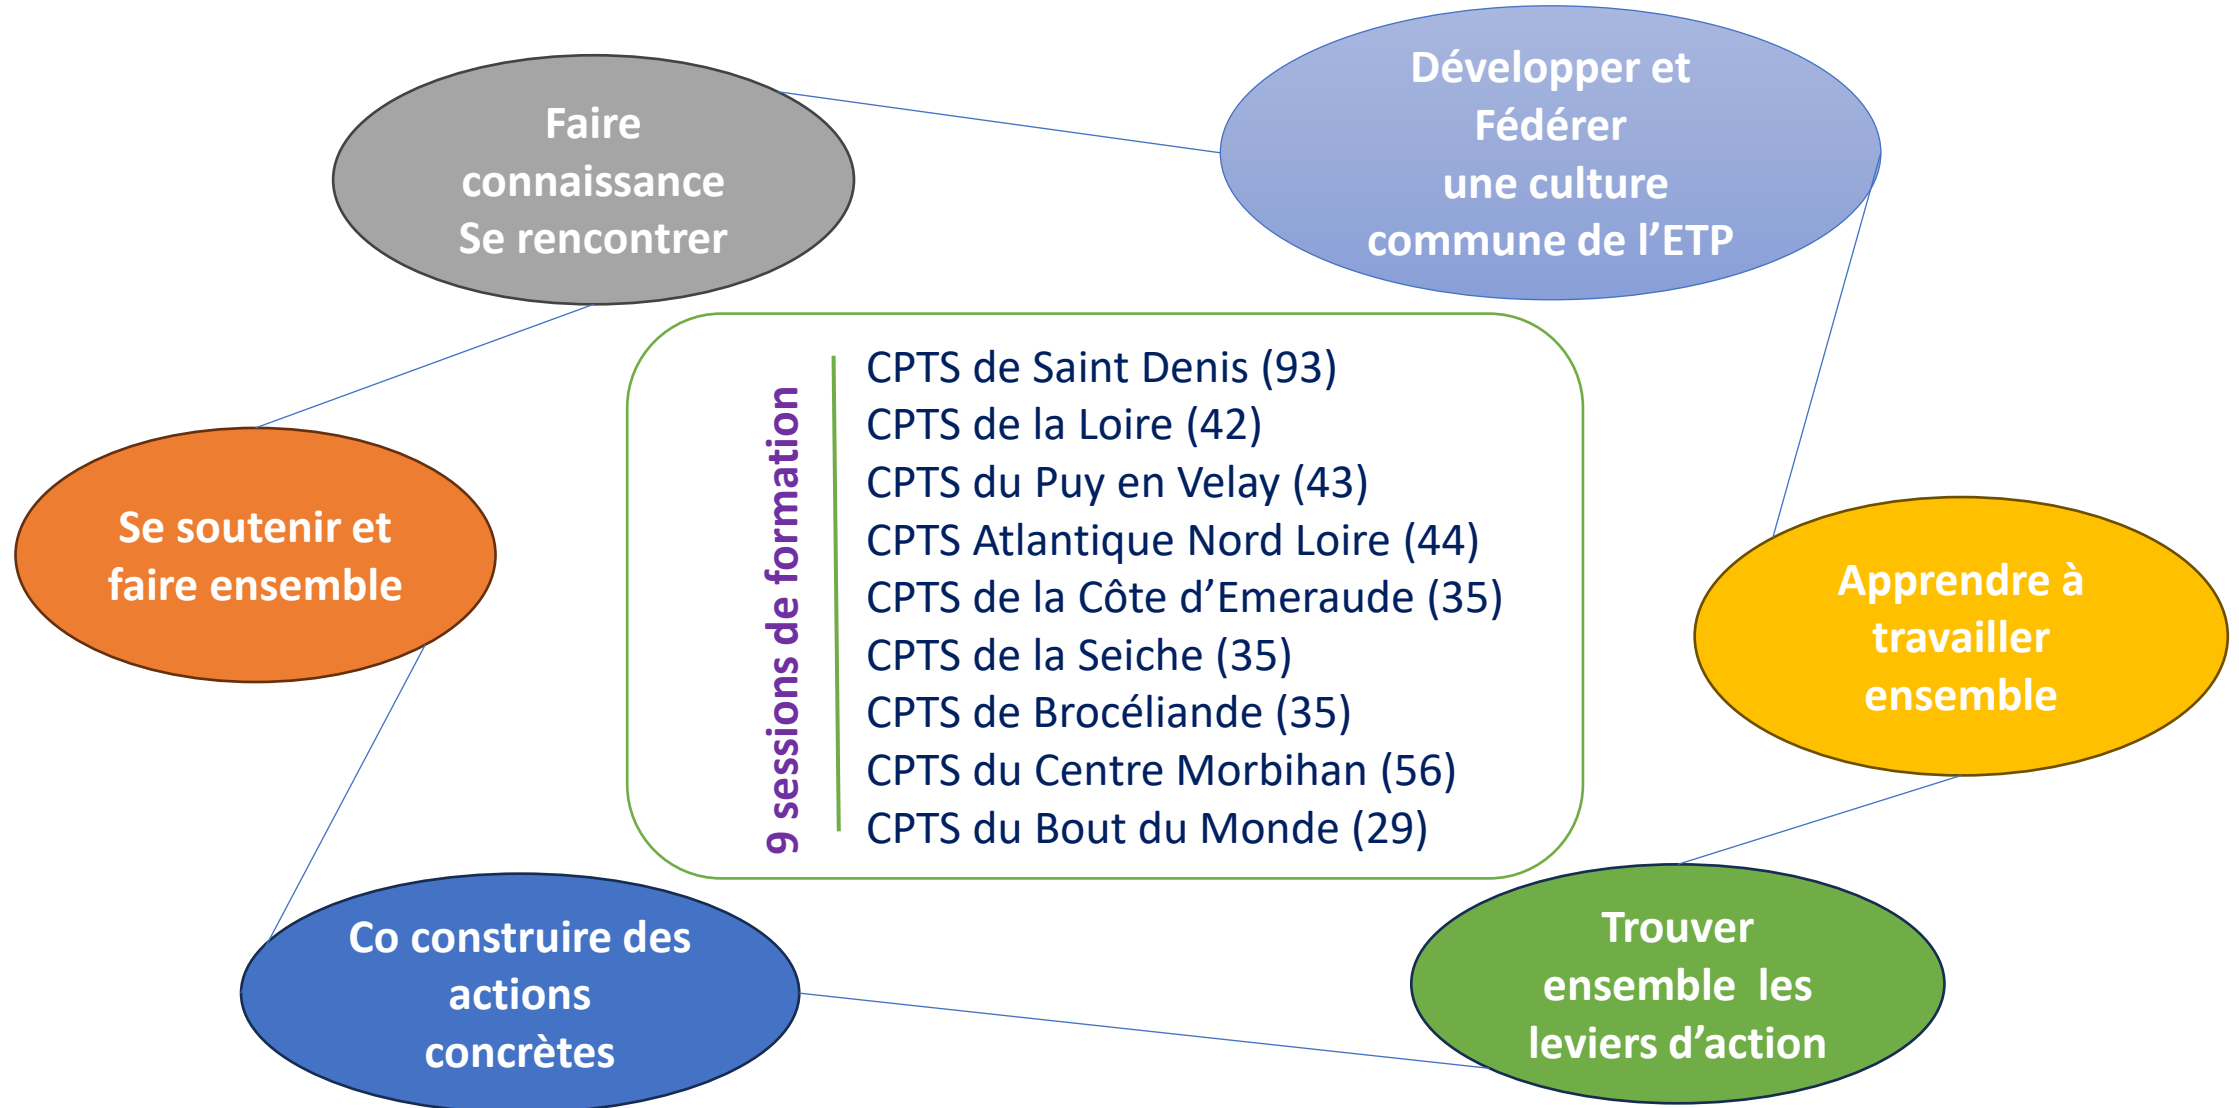 Faire
connaissance
Se rencontrer
Développer et
Fédérer
une culture
commune de l’ETP
Se soutenir et
faire ensemble
9 sessions de formation
CPTS de Saint Denis (93)
CPTS de la Loire (42)
CPTS du Puy en Velay (43)
CPTS Atlantique Nord Loire (44)
CPTS de la Côte d’Emeraude (35)
CPTS de la Seiche (35)
CPTS de Brocéliande (35)
CPTS du Centre Morbihan (56)
CPTS du Bout du Monde (29)
Apprendre à
travailler
ensemble
Co construire des
actions
concrètes
Trouver
ensemble  les
leviers d’action